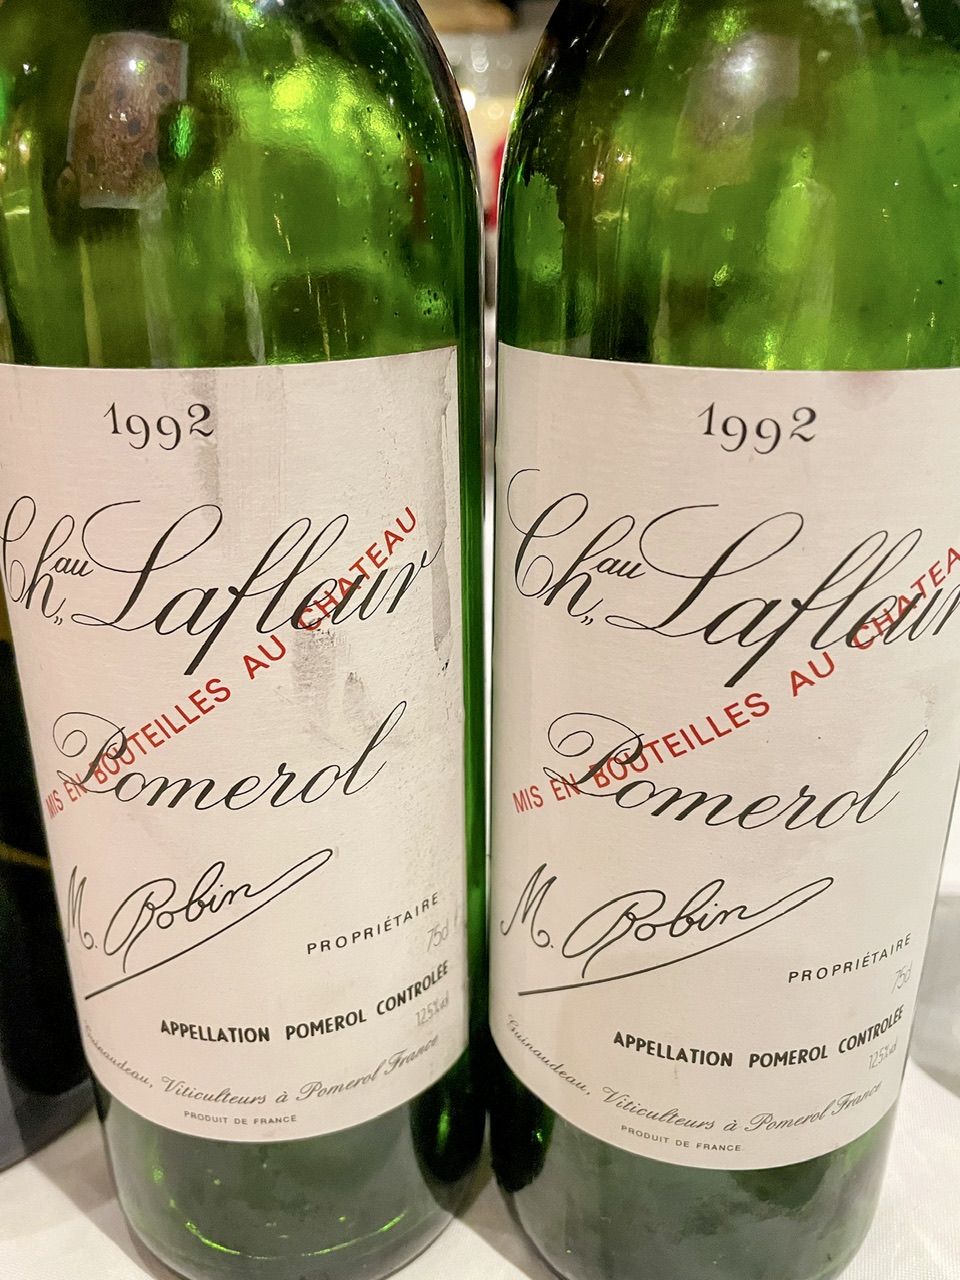 1992
Chau,, Lafleur
MIS EN BOUTEILLES AU CHATEAU
Pomerol
M. Robin
PROPRIÉTAIRE
75cl
APPELLATION POMEROL CONTROLÉE
12,5%vol
Guinaudeau, Viticulteurs à Pomerol France
PRODUIT DE FRANCE
1992
Chau,, Lafleur
MIS EN BOUTEILLES AU CHATEA
Pomerol
M. Robin
PROPRIÉTAIRE
75cl
APPELLATION POMEROL CONTROLÉE
12,5%vol
Guinaudeau, Viticulteurs à Pomerol France
PRODUIT DE FRANCE